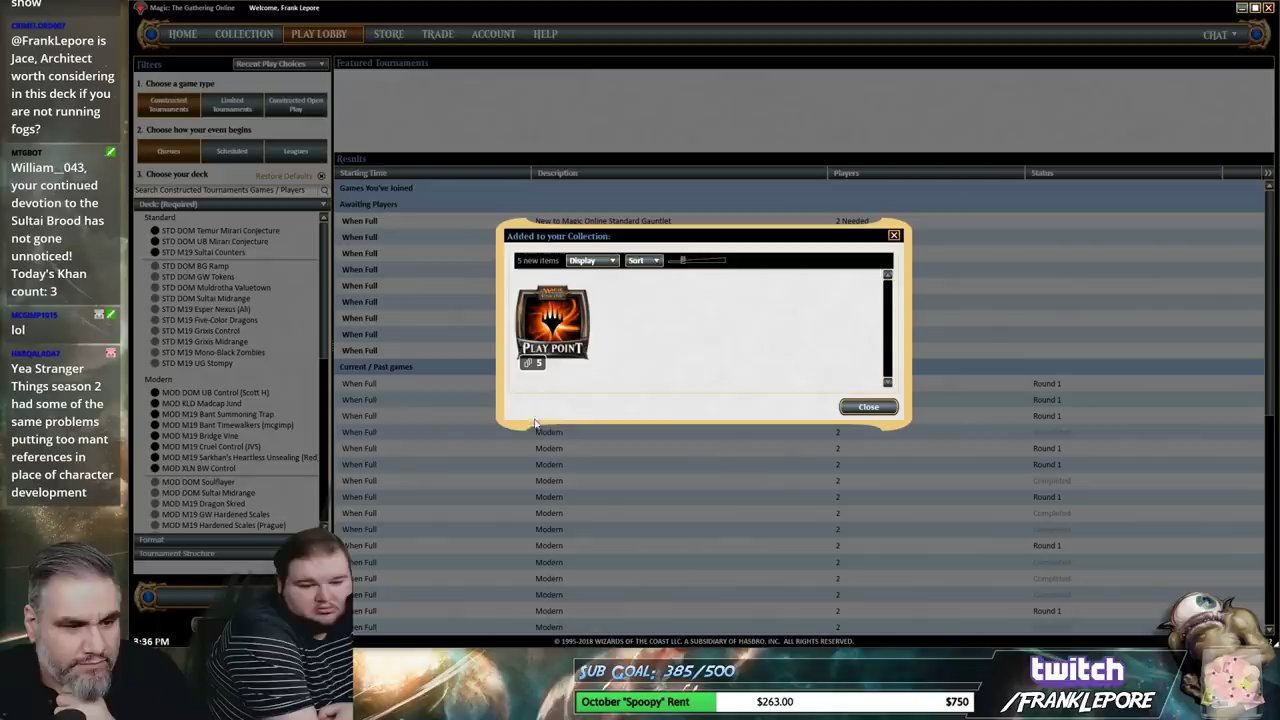 show
CRIMELORD007
@FrankLepore is
Jace, Architect
worth considering
in this deck if you
are not running
fogs?
MTGBOT
William__043,
your continued
devotion to the
Sultai Brood has
not gone
unnoticed!
Today's Khan
count: 3
MCGIMP1015
lol
HARQALADA7
Yea Stranger
Things season 2
had some of the
same problems
putting too mant
references in
place of character
development
3:36 PM
Magic: The Gathering Online
Welcome, Frank Lepore
HOME COLLECTION PLAY LOBBY STORE TRADE ACCOUNT HELP CHAT
Filters
Recent Play Choices
1. Choose a game type
Constructed Tournaments
Limited Tournaments
Constructed Open Play
2. Choose how your event begins
Queues
Scheduled
Leagues
3. Choose your deck
Restore Defaults
Search Constructed Tournaments Games / Players
Deck: (Required)
Standard
STD DOM Temur Mirari Conjecture
STD DOM UB Mirari Conjecture
STD M19 Sultai Counters
STD DOM BG Ramp
STD DOM GW Tokens
STD DOM Muldrotha Valuetown
STD DOM Sultai Midrange
STD M19 Esper Nexus (Ali)
STD M19 Five-Color Dragons
STD M19 Grixis Control
STD M19 Grixis Midrange
STD M19 Mono-Black Zombies
STD M19 UG Stompy
Modern
MOD DOM UB Control (Scott H)
MOD KLD Madcap Jund
MOD M19 Bant Summoning Trap
MOD M19 Bant Timewalkers (mcgimp)
MOD M19 Bridge Vine
MOD M19 Cruel Control (JVS)
MOD M19 Sarkhan's Heartless Unsealing (Red
MOD XLN BW Control
MOD DOM Soulflayer
MOD DOM Sultai Midrange
MOD M19 Dragon Skred
MOD M19 GW Hardened Scales
MOD M19 Hardened Scales (Prague)
Format
Tournament Structure
Featured Tournaments
Results
Starting Time Description Players Status
Games You've Joined
Awaiting Players
When Full New to Magic Online Standard Gauntlet 2 Needed
When Full
When Full
When Full
When Full
When Full
When Full
When Full
When Full
Current / Past games
When Full Round 1
When Full Round 1
When Full Round 1
When Full Modern 2
When Full Modern 2 Round 1
When Full Modern 2 Round 1
When Full Modern 2 Completed
When Full Modern 2 Round 1
When Full Modern 2 Completed
When Full Modern 2
When Full Modern 2 Round 1
When Full Modern 2 Completed
When Full Modern 2 Completed
When Full Modern 2 Completed
When Full Modern 2 Round 1
When Full Modern 2
Added to your Collection:
5 new items
Display
Sort
PLAY POINT
5
Close
© 1995-2018 WIZARDS OF THE COAST LLC. A SUBSIDIARY OF HASBRO, INC. ALL RIGHTS RESERVED.
SUB GOAL: 385/500
October "Spoopy" Rent $263.00 $750
twitch
/FRANKLEPORE